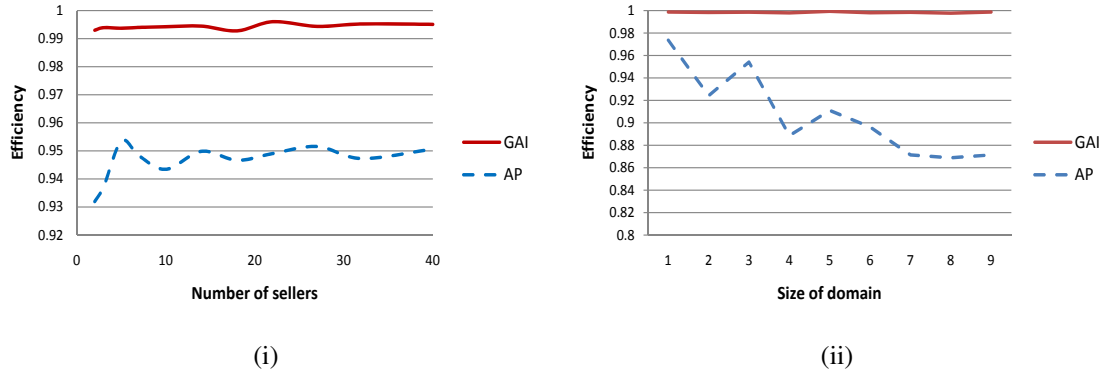 1
0.99
0.98
0.97
0.96
0.95
0.94
0.93
0.92
0 10 20 30 40
Efficiency
Number of sellers
GAI
AP
(i)
1
0.98
0.96
0.94
0.92
0.9
0.88
0.86
0.84
0.82
0.8
1 2 3 4 5 6 7 8 9
Efficiency
Size of domain
GAI
AP
(ii)